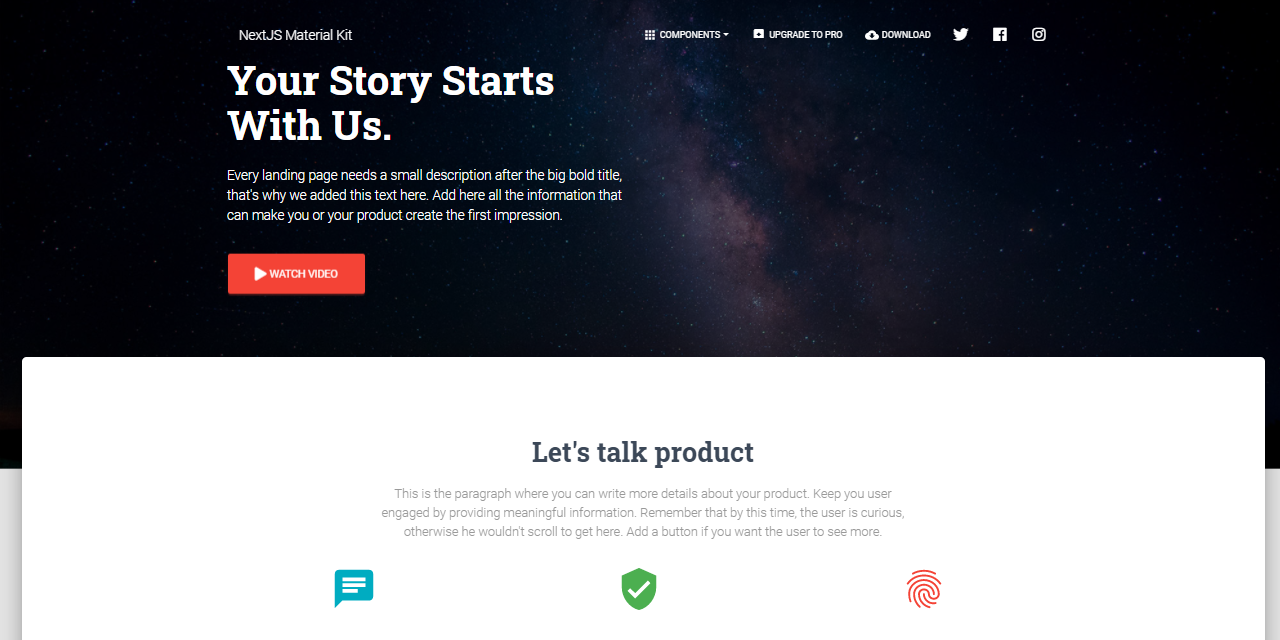 NextJS Material Kit
COMPONENTS
UPGRADE TO PRO
DOWNLOAD
Your Story Starts
With Us.
Every landing page needs a small description after the big bold title,
that's why we added this text here. Add here all the information that
can make you or your product create the first impression.
WATCH VIDEO
Let's talk product
This is the paragraph where you can write more details about your product. Keep you user
engaged by providing meaningful information. Remember that by this time, the user is curious,
otherwise he wouldn't scroll to get here. Add a button if you want the user to see more.